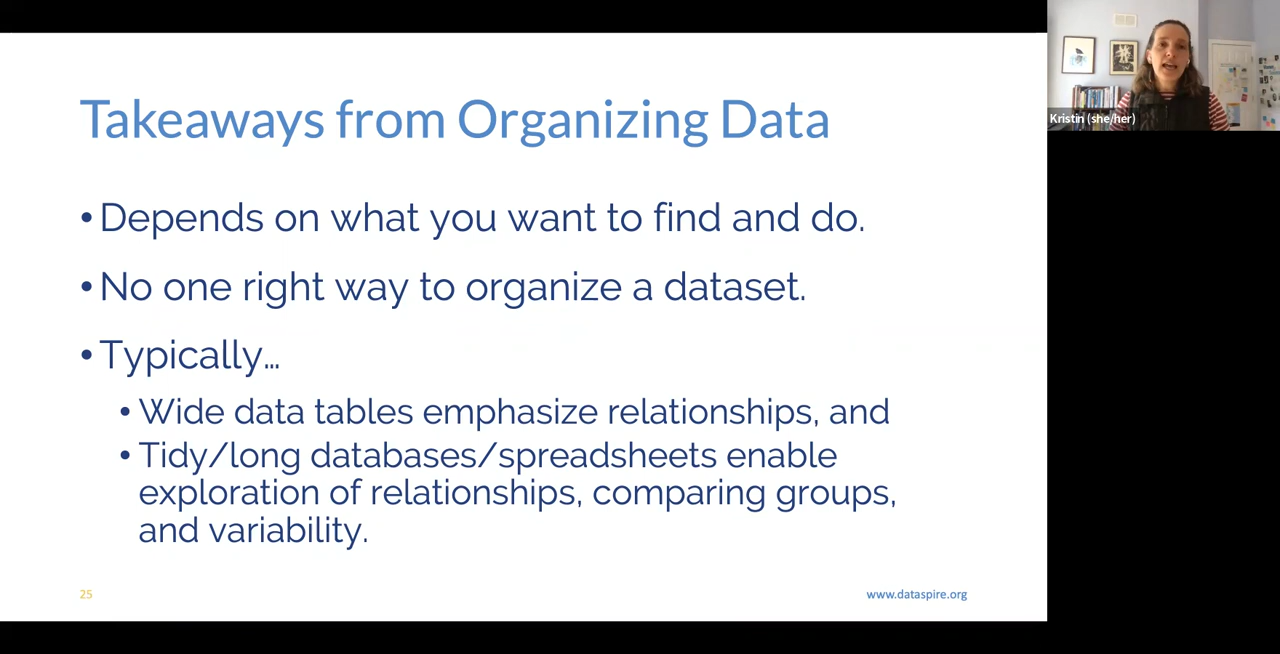 Takeaways from Organizing Data
• Depends on what you want to find and do.
• No one right way to organize a dataset.
• Typically…
• Wide data tables emphasize relationships, and
• Tidy/long databases/spreadsheets enable
exploration of relationships, comparing groups,
and variability.
25
www.dataspire.org
Kristin (she/her)